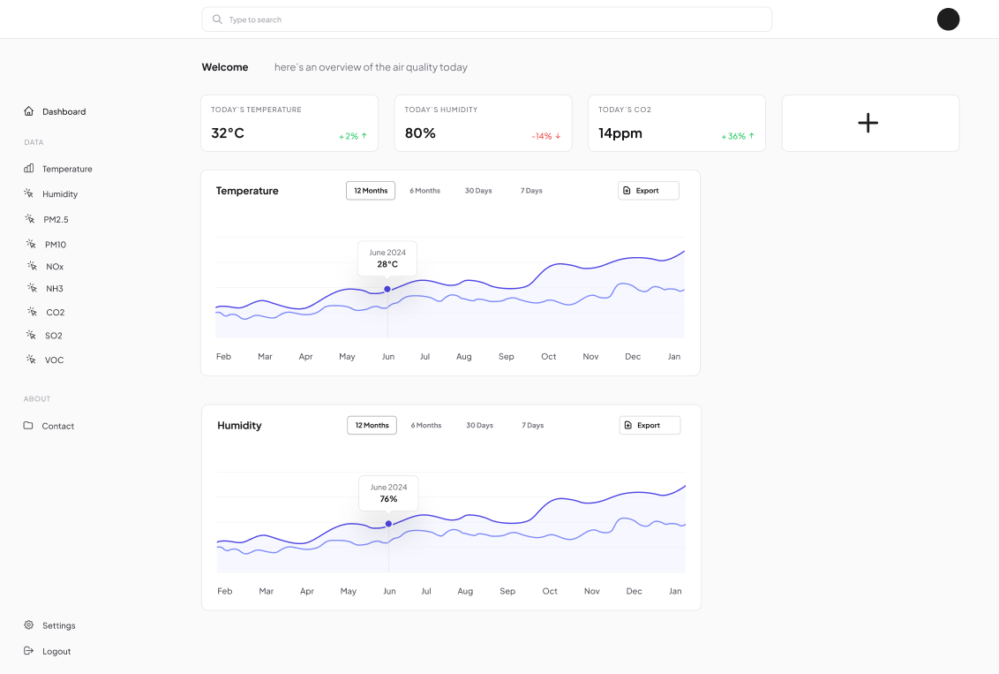 Type to search
Welcome here's an overview of the air quality today
Dashboard
DATA
Temperature
Humidity
PM2.5
PM10
NOx
NH3
CO2
SO2
VOC
ABOUT
Contact
Settings
Logout
TODAY'S TEMPERATURE
32°C +2% ↑
TODAY'S HUMIDITY
80% -14% ↓
TODAY'S CO2
14ppm +36% ↑
+
Temperature 12 Months 6 Months 30 Days 7 Days Export
June 2024
28°C
Feb Mar Apr May Jun Jul Aug Sep Oct Nov Dec Jan
Humidity 12 Months 6 Months 30 Days 7 Days Export
June 2024
76%
Feb Mar Apr May Jun Jul Aug Sep Oct Nov Dec Jan